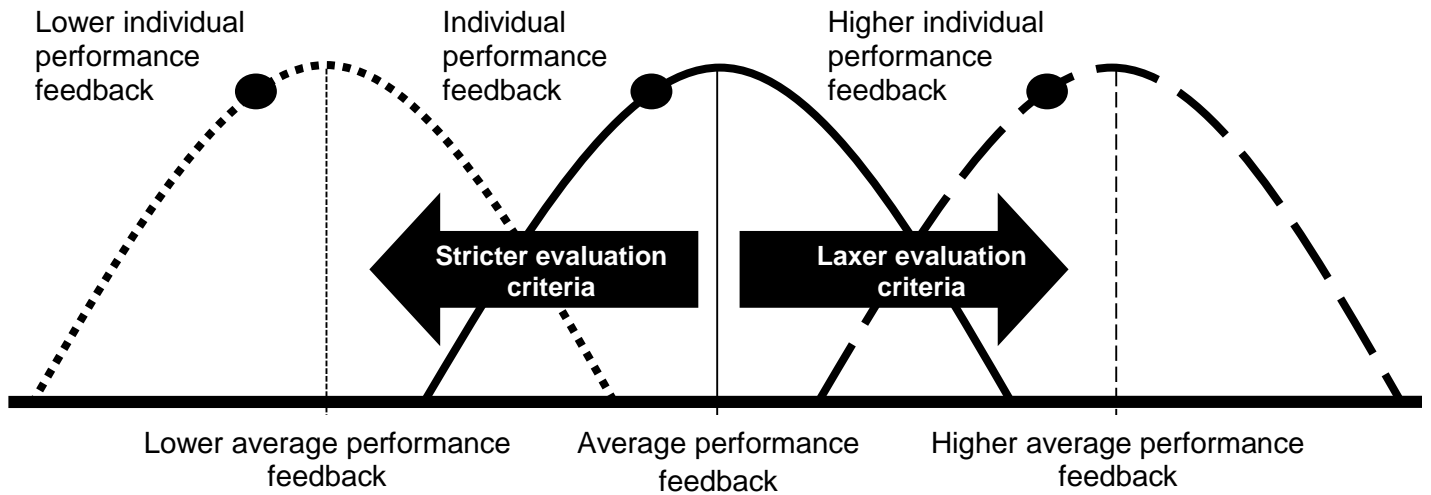 Lower individual
performance
feedback
Individual
performance
feedback
Higher individual
performance
feedback
Stricter evaluation
criteria
Laxer evaluation
criteria
Lower average performance
feedback
Average performance
feedback
Higher average performance
feedback